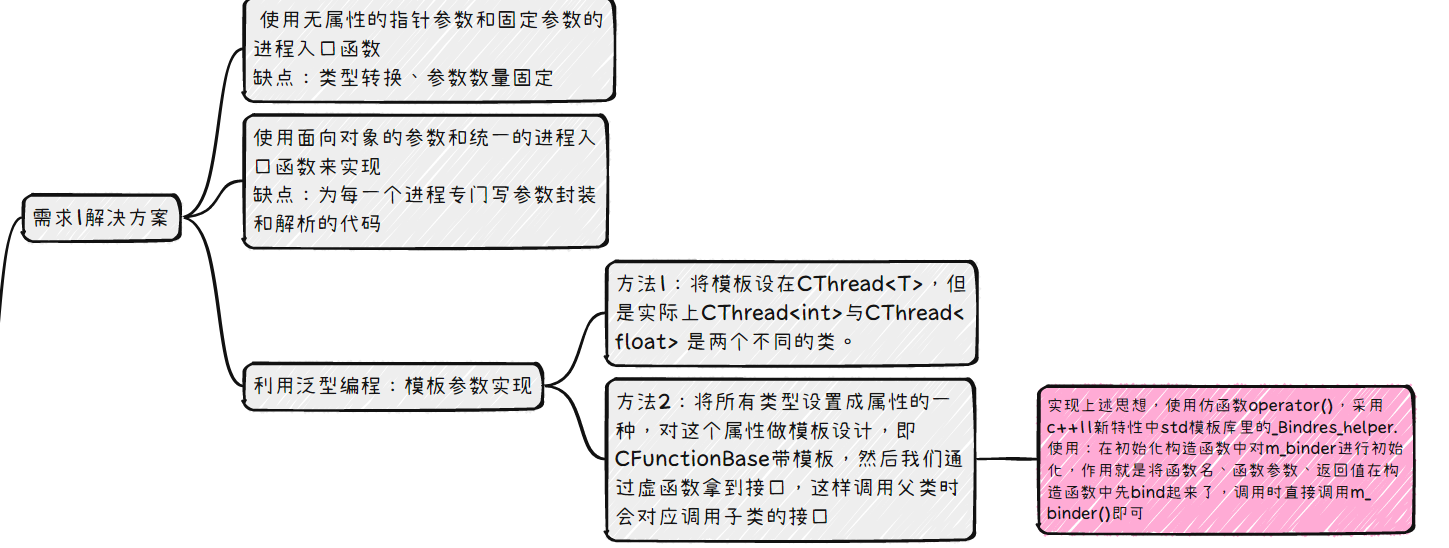 使用无属性的指针参数和固定参数的
进程入口函数
缺点：类型转换、参数数量固定
使用面向对象的参数和统一的进程入
口函数来实现
缺点：为每一个进程专门写参数封装
和解析的代码
需求1解决方案
方法1：将模板设在CThread<T>，但
是实际上CThread<int>与CThread<
float> 是两个不同的类。
利用泛型编程：模板参数实现
方法2：将所有类型设置成属性的一
种，对这个属性做模板设计，即
CFunctionBase带模板，然后我们通
过虚函数拿到接口，这样调用父类时
会对应调用子类的接口
实现上述思想，使用仿函数operator()，采用
c++11新特性中std模板库里的_Bindres_helper.
使用：在初始化构造函数中对m_binder进行初始
化，作用就是将函数名、函数参数、返回值在构
造函数中先bind起来了，调用时直接调用m_
binder()即可